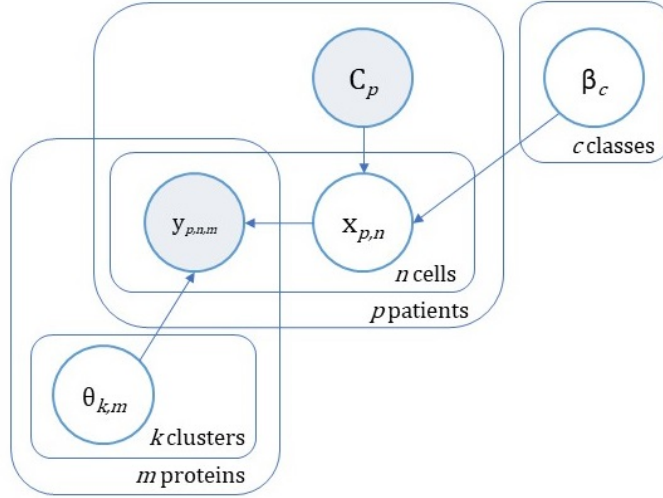 C_p
β_c
c classes
y_{p,n,m}
x_{p,n}
n cells
p patients
θ_{k,m}
k clusters
m proteins